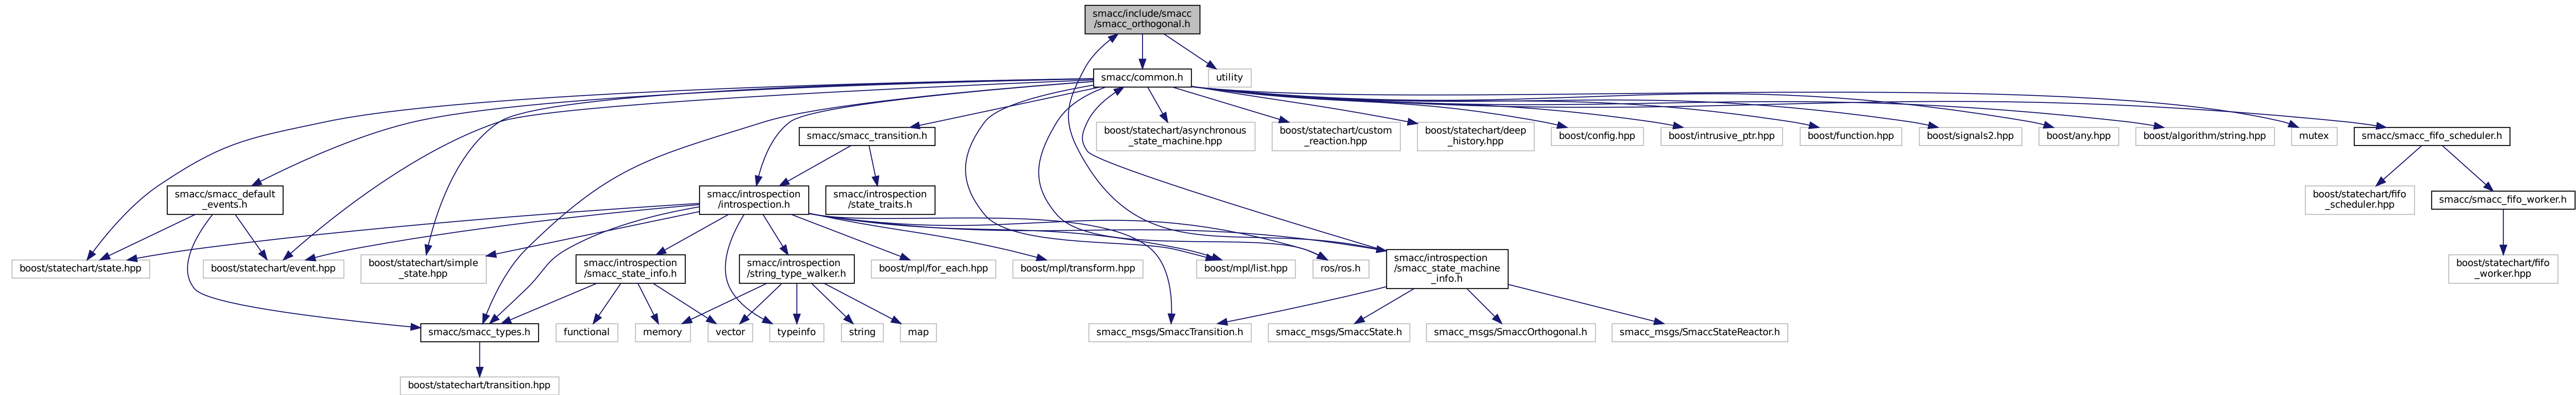 smacc/include/smacc
/smacc_orthogonal.h
smacc/common.h
utility
smacc/smacc_transition.h
boost/statechart/asynchronous
_state_machine.hpp
boost/statechart/custom
_reaction.hpp
boost/statechart/deep
_history.hpp
boost/config.hpp
boost/intrusive_ptr.hpp
boost/function.hpp
boost/signals2.hpp
boost/any.hpp
boost/algorithm/string.hpp
mutex
smacc/smacc_fifo_scheduler.h
smacc/smacc_default
_events.h
smacc/introspection
/introspection.h
smacc/introspection
/state_traits.h
boost/statechart/fifo
_scheduler.hpp
smacc/smacc_fifo_worker.h
boost/statechart/state.hpp
boost/statechart/event.hpp
boost/statechart/simple
_state.hpp
smacc/introspection
/smacc_state_info.h
smacc/introspection
/string_type_walker.h
boost/mpl/for_each.hpp
boost/mpl/transform.hpp
boost/mpl/list.hpp
ros/ros.h
smacc/introspection
/smacc_state_machine
_info.h
boost/statechart/fifo
_worker.hpp
smacc/smacc_types.h
functional
memory
vector
typeinfo
string
map
smacc_msgs/SmaccTransition.h
smacc_msgs/SmaccState.h
smacc_msgs/SmaccOrthogonal.h
smacc_msgs/SmaccStateReactor.h
boost/statechart/transition.hpp